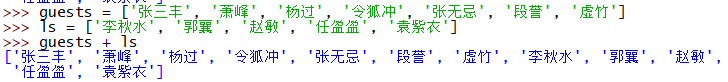 >>> guests = ['张三丰', '萧峰', '杨过', '令狐冲', '张无忌', '段誉', '虚竹']
>>> ls = ['李秋水', '郭襄', '赵敏', '任盈盈', '袁紫衣']
>>> guests + ls
['张三丰', '萧峰', '杨过', '令狐冲', '张无忌', '段誉', '虚竹', '李秋水', '郭襄', '赵敏',
'任盈盈', '袁紫衣']